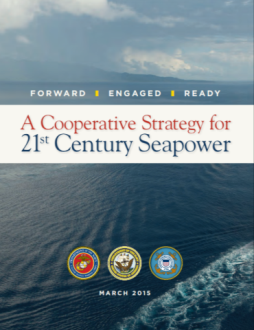 FORWARD ▮ ENGAGED ▮ READY
A Cooperative Strategy for
21st Century Seapower
MARCH 2015